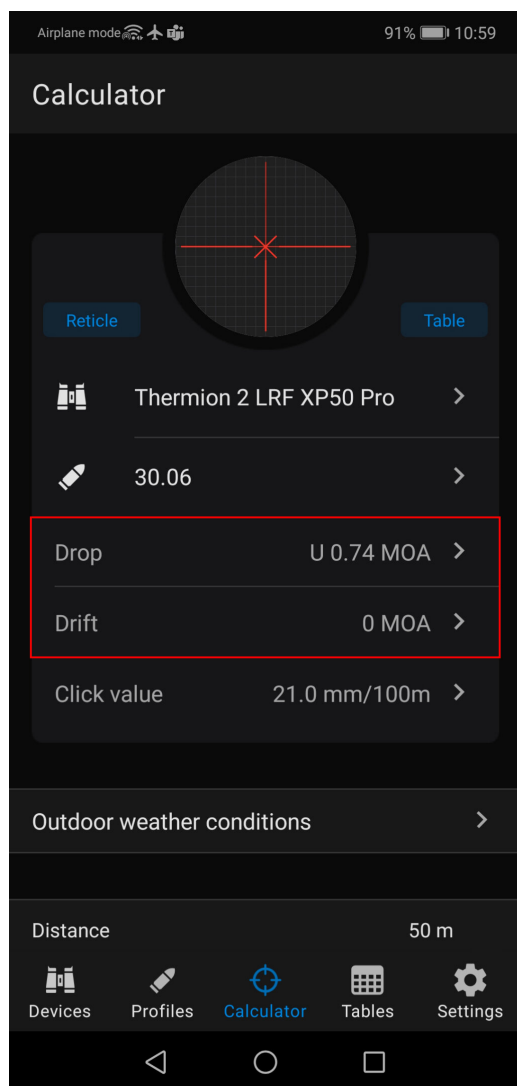 Airplane mode 91% 10:59
Calculator
Reticle Table
Thermion 2 LRF XP50 Pro
30.06
Drop U 0.74 MOA
Drift 0 MOA
Click value 21.0 mm/100m
Outdoor weather conditions
Distance 50 m
Devices Profiles Calculator Tables Settings